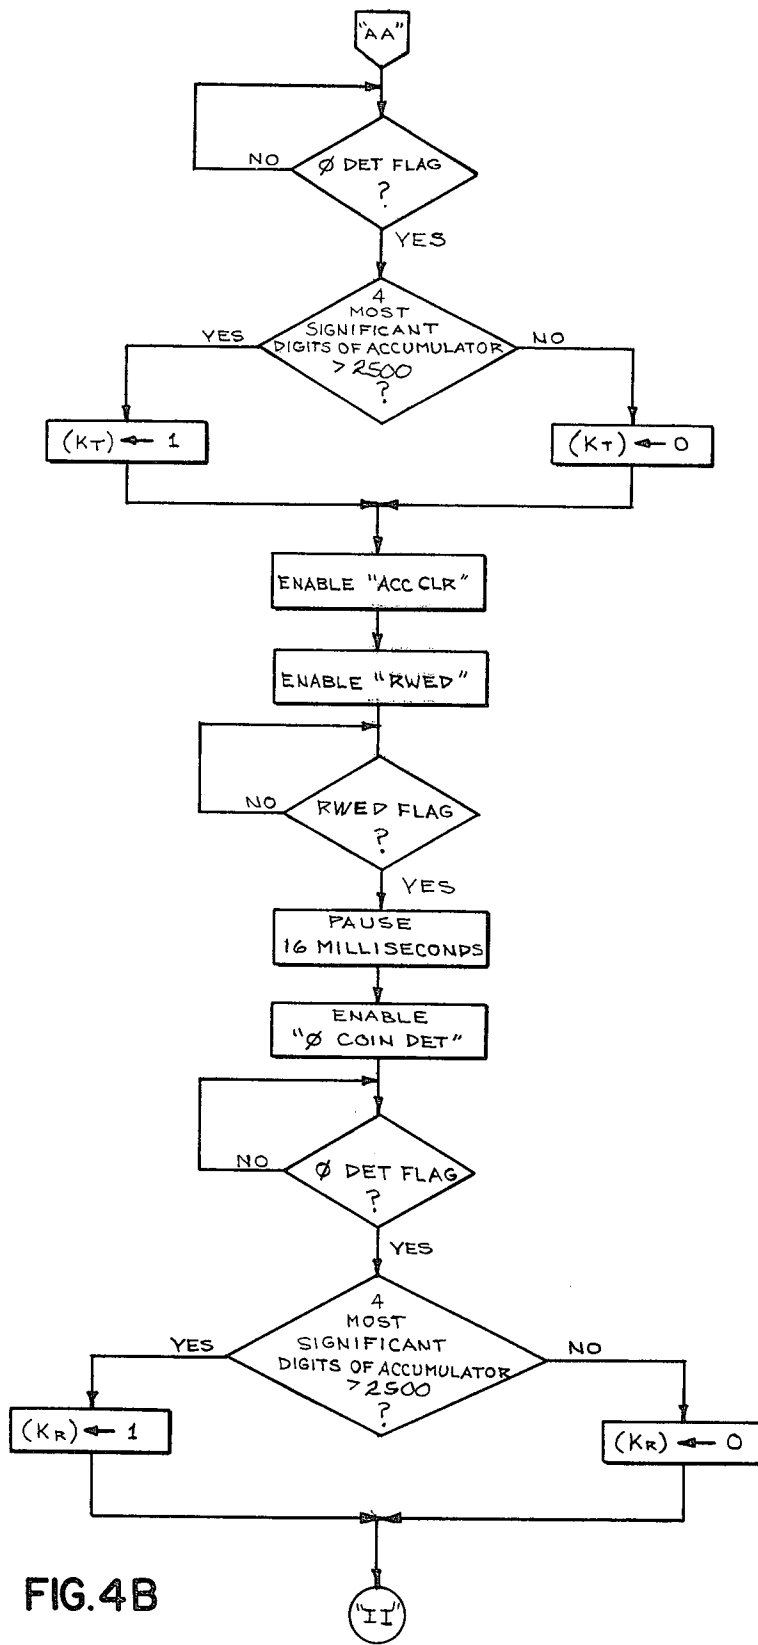 "AA"
Ø DET FLAG
?
NO
YES
4
MOST
SIGNIFICANT
DIGITS OF ACCUMULATOR
> 2500
?
YES
NO
(KT) ← 1
(KT) ← 0
ENABLE "ACC CLR"
ENABLE "RWED"
RWED FLAG
?
NO
YES
PAUSE
16 MILLISECONDS
ENABLE
"Ø COIN DET"
Ø DET FLAG
?
NO
YES
4
MOST
SIGNIFICANT
DIGITS OF ACCUMULATOR
> 2500
?
YES
NO
(KR) ← 1
(KR) ← 0
"II"
FIG. 4B